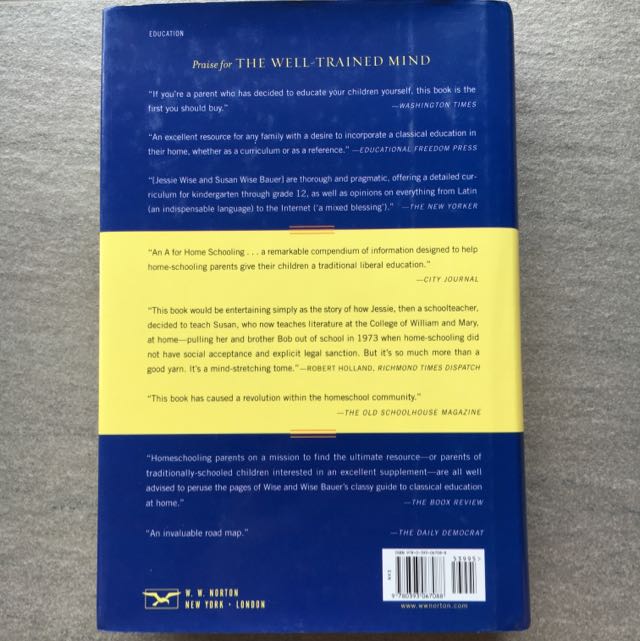 EDUCATION
Praise for THE WELL-TRAINED MIND
“If you’re a parent who has decided to educate your children yourself, this book is the
first you should buy.” —WASHINGTON TIMES
“An excellent resource for any family with a desire to incorporate a classical education in
their home, whether as a curriculum or as a reference.” —EDUCATIONAL FREEDOM PRESS
“[Jessie Wise and Susan Wise Bauer] are thorough and pragmatic, offering a detailed cur-
riculum for kindergarten through grade 12, as well as opinions on everything from Latin
(an indispensable language) to the Internet (‘a mixed blessing’).” —THE NEW YORKER
“An A for Home Schooling . . . a remarkable compendium of information designed to help
home-schooling parents give their children a traditional liberal education.”
—CITY JOURNAL
“This book would be entertaining simply as the story of how Jessie, then a schoolteacher,
decided to teach Susan, who now teaches literature at the College of William and Mary,
at home—pulling her and brother Bob out of school in 1973 when home-schooling did
not have social acceptance and explicit legal sanction. But it’s so much more than a
good yarn. It’s a mind-stretching tome.”—ROBERT HOLLAND, RICHMOND TIMES DISPATCH
“This book has caused a revolution within the homeschool community.”
—THE OLD SCHOOLHOUSE MAGAZINE
“Homeschooling parents on a mission to find the ultimate resource—or parents of
traditionally-schooled children interested in an excellent supplement—are all well
advised to peruse the pages of Wise and Wise Bauer’s classy guide to classical education
at home.” —THE BOOX REVIEW
“An invaluable road map.” —THE DAILY DEMOCRAT
ISBN 978-0-393-06708-8
53995>
EAN
9 780393 067088
W. W. NORTON
NEW YORK • LONDON
www.wwnorton.com